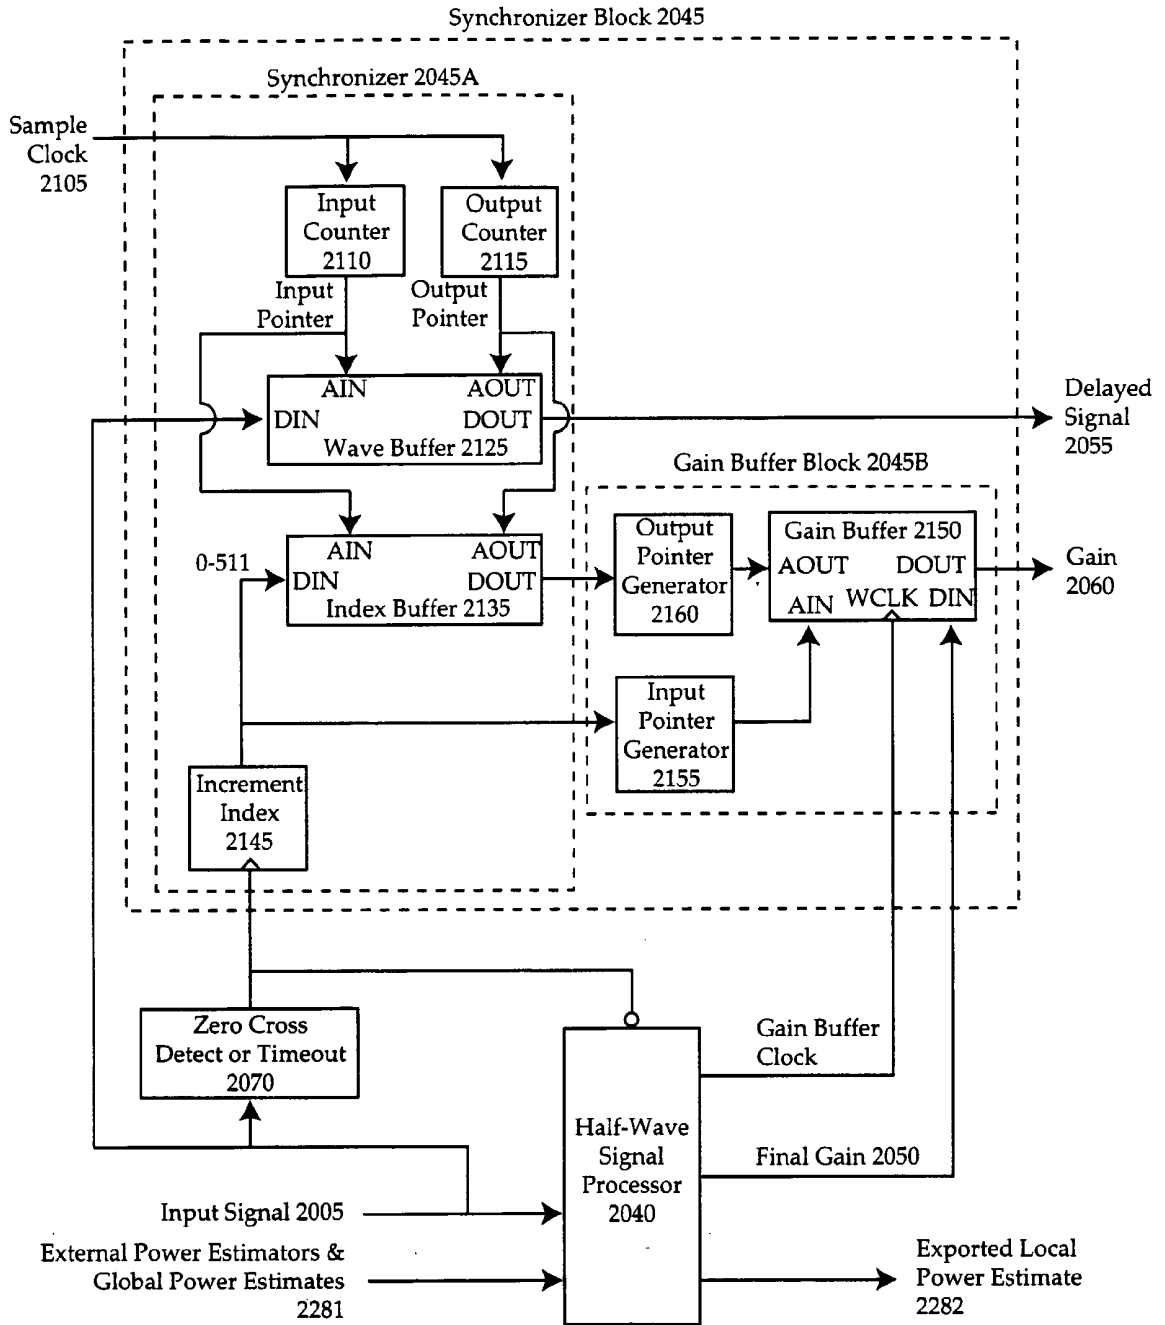 Synchronizer Block 2045
Synchronizer 2045A
Sample
Clock
2105
Input
Counter
2110
Output
Counter
2115
Input
Pointer
Output
Pointer
AIN
AOUT
DIN
DOUT
Wave Buffer 2125
Delayed
Signal
2055
Gain Buffer Block 2045B
0-511
AIN
AOUT
DIN
DOUT
Index Buffer 2135
Output
Pointer
Generator
2160
Gain Buffer 2150
AOUT
DOUT
AIN
WCLK
DIN
Gain
2060
Input
Pointer
Generator
2155
Increment
Index
2145
Zero Cross
Detect or Timeout
2070
Gain Buffer
Clock
Half-Wave
Signal
Processor
2040
Final Gain 2050
Input Signal 2005
External Power Estimators &
Global Power Estimates
2281
Exported Local
Power Estimate
2282